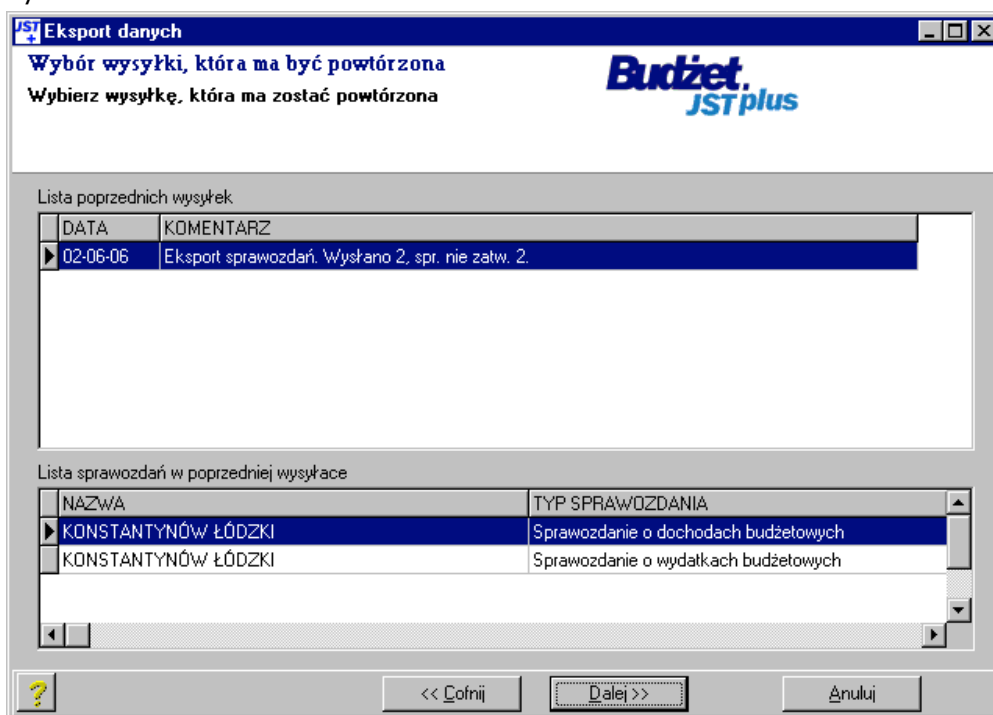 JST + Eksport danych
Wybór wysyłki, która ma być powtórzona
Wybierz wysyłkę, która ma zostać powtórzona
Budżet.
JST plus
Lista poprzednich wysyłek
DATA KOMENTARZ
02-06-06 Eksport sprawozdań. Wysłano 2, spr. nie zatw. 2.
Lista sprawozdań w poprzedniej wysyłace
NAZWA TYP SPRAWOZDANIA
KONSTANTYNÓW ŁÓDZKI Sprawozdanie o dochodach budżetowych
KONSTANTYNÓW ŁÓDZKI Sprawozdanie o wydatkach budżetowych
? << Cofnij Dalej >> Anuluj